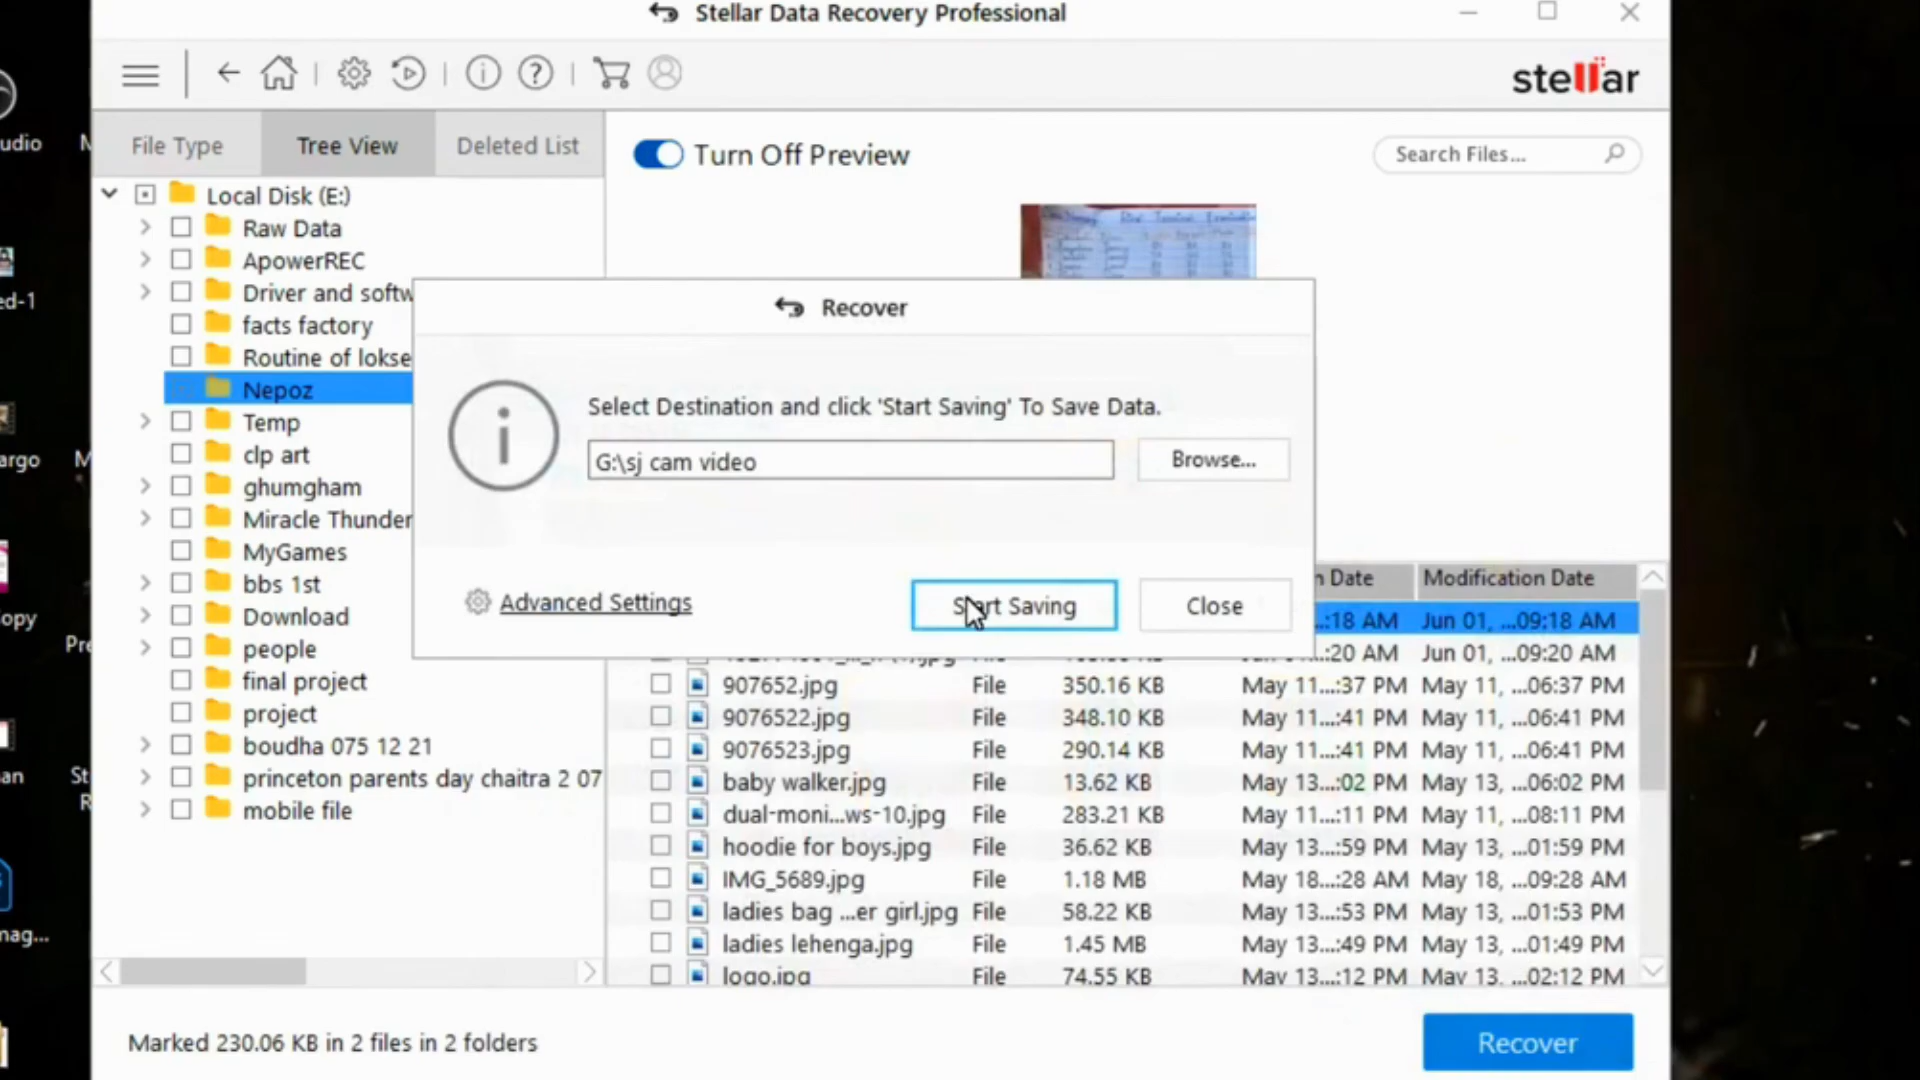 Stellar Data Recovery Professional
stellar
File Type
Tree View
Deleted List
Turn Off Preview
Search Files...
Local Disk (E:)
Raw Data
ApowerREC
Driver and softw
facts factory
Routine of lokse
Nepoz
Temp
clp art
ghumgham
Miracle Thunder
MyGames
bbs 1st
Download
people
final project
project
boudha 075 12 21
princeton parents day chaitra 2 07
mobile file
Recover
Select Destination and click 'Start Saving' To Save Data.
G:\sj cam video
Browse...
Advanced Settings
Start Saving
Close
n Date
Modification Date
...:18 AM Jun 01, ...09:18 AM
...:20 AM Jun 01, ...09:20 AM
907652.jpg File 350.16 KB May 11...:37 PM May 11, ...06:37 PM
9076522.jpg File 348.10 KB May 11...:41 PM May 11, ...06:41 PM
9076523.jpg File 290.14 KB May 11...:41 PM May 11, ...06:41 PM
baby walker.jpg File 13.62 KB May 13...:02 PM May 13, ...06:02 PM
dual-moni...ws-10.jpg File 283.21 KB May 11...:11 PM May 11, ...08:11 PM
hoodie for boys.jpg File 36.62 KB May 13...:59 PM May 13, ...01:59 PM
IMG_5689.jpg File 1.18 MB May 18...:28 AM May 18, ...09:28 AM
ladies bag ...er girl.jpg File 58.22 KB May 13...:53 PM May 13, ...01:53 PM
ladies lehenga.jpg File 1.45 MB May 13...:49 PM May 13, ...01:49 PM
logo.jpg File 74.55 KB May 13...:12 PM May 13, ...02:12 PM
Marked 230.06 KB in 2 files in 2 folders
Recover
udio
ed-1
argo
opy
Pre
an
St
R
nag...